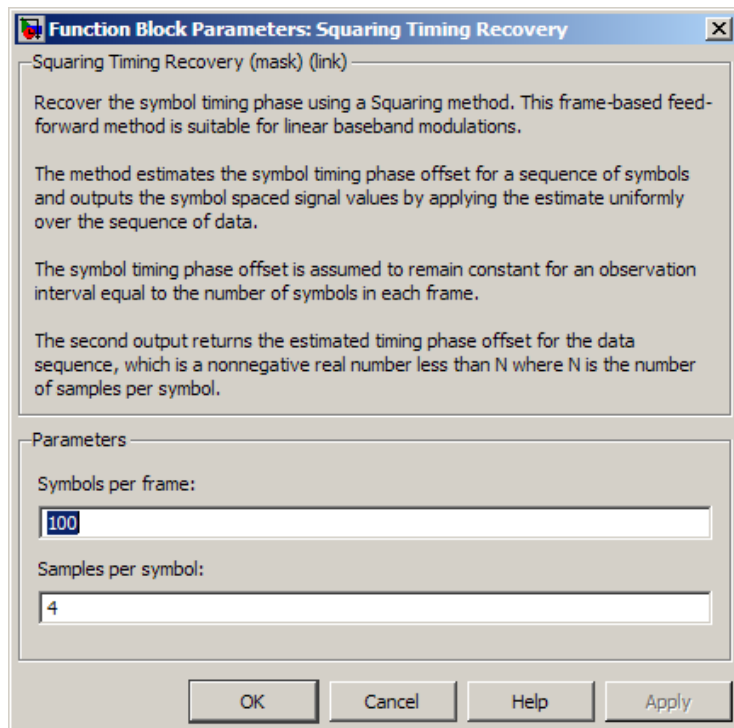 Function Block Parameters: Squaring Timing Recovery
Squaring Timing Recovery (mask) (link)
Recover the symbol timing phase using a Squaring method. This frame-based feed-
forward method is suitable for linear baseband modulations.
The method estimates the symbol timing phase offset for a sequence of symbols
and outputs the symbol spaced signal values by applying the estimate uniformly
over the sequence of data.
The symbol timing phase offset is assumed to remain constant for an observation
interval equal to the number of symbols in each frame.
The second output returns the estimated timing phase offset for the data
sequence, which is a nonnegative real number less than N where N is the number
of samples per symbol.
Parameters
Symbols per frame:
100
Samples per symbol:
4
OK Cancel Help Apply